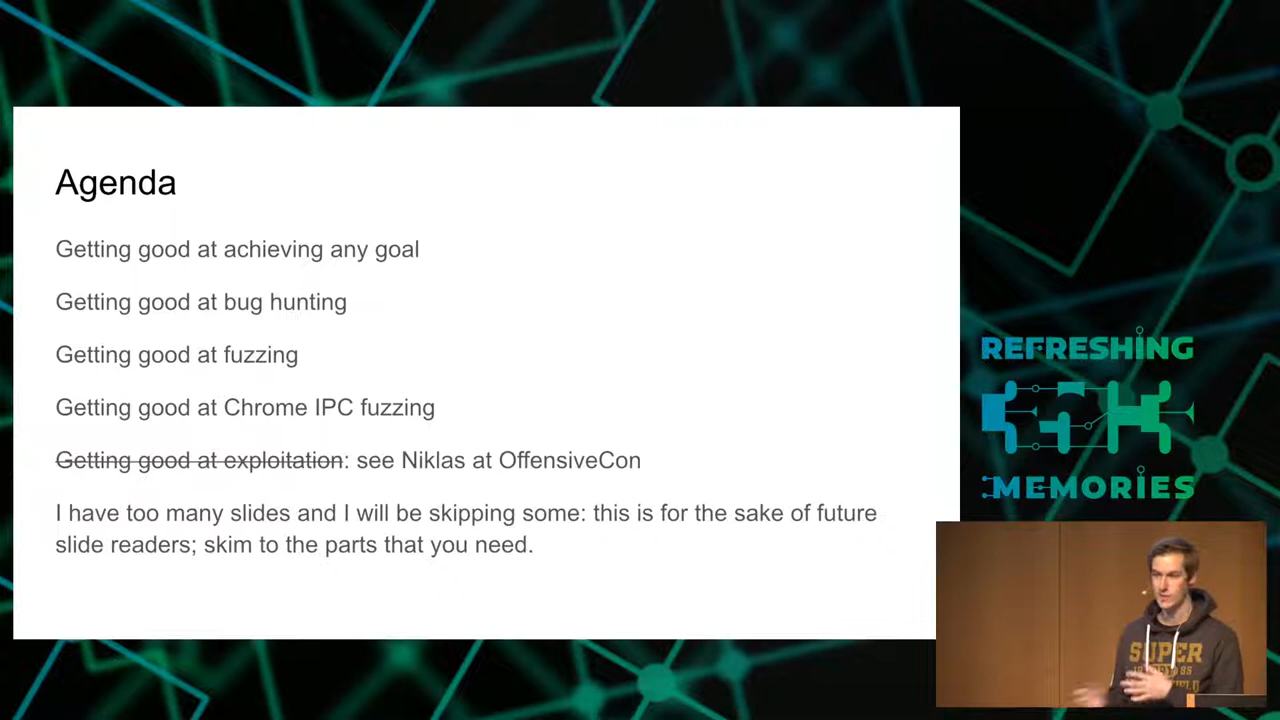 Agenda
Getting good at achieving any goal
Getting good at bug hunting
Getting good at fuzzing
Getting good at Chrome IPC fuzzing
Getting good at exploitation: see Niklas at OffensiveCon
I have too many slides and I will be skipping some: this is for the sake of future
slide readers; skim to the parts that you need.
REFRESHING
MEMORIES
SUPER